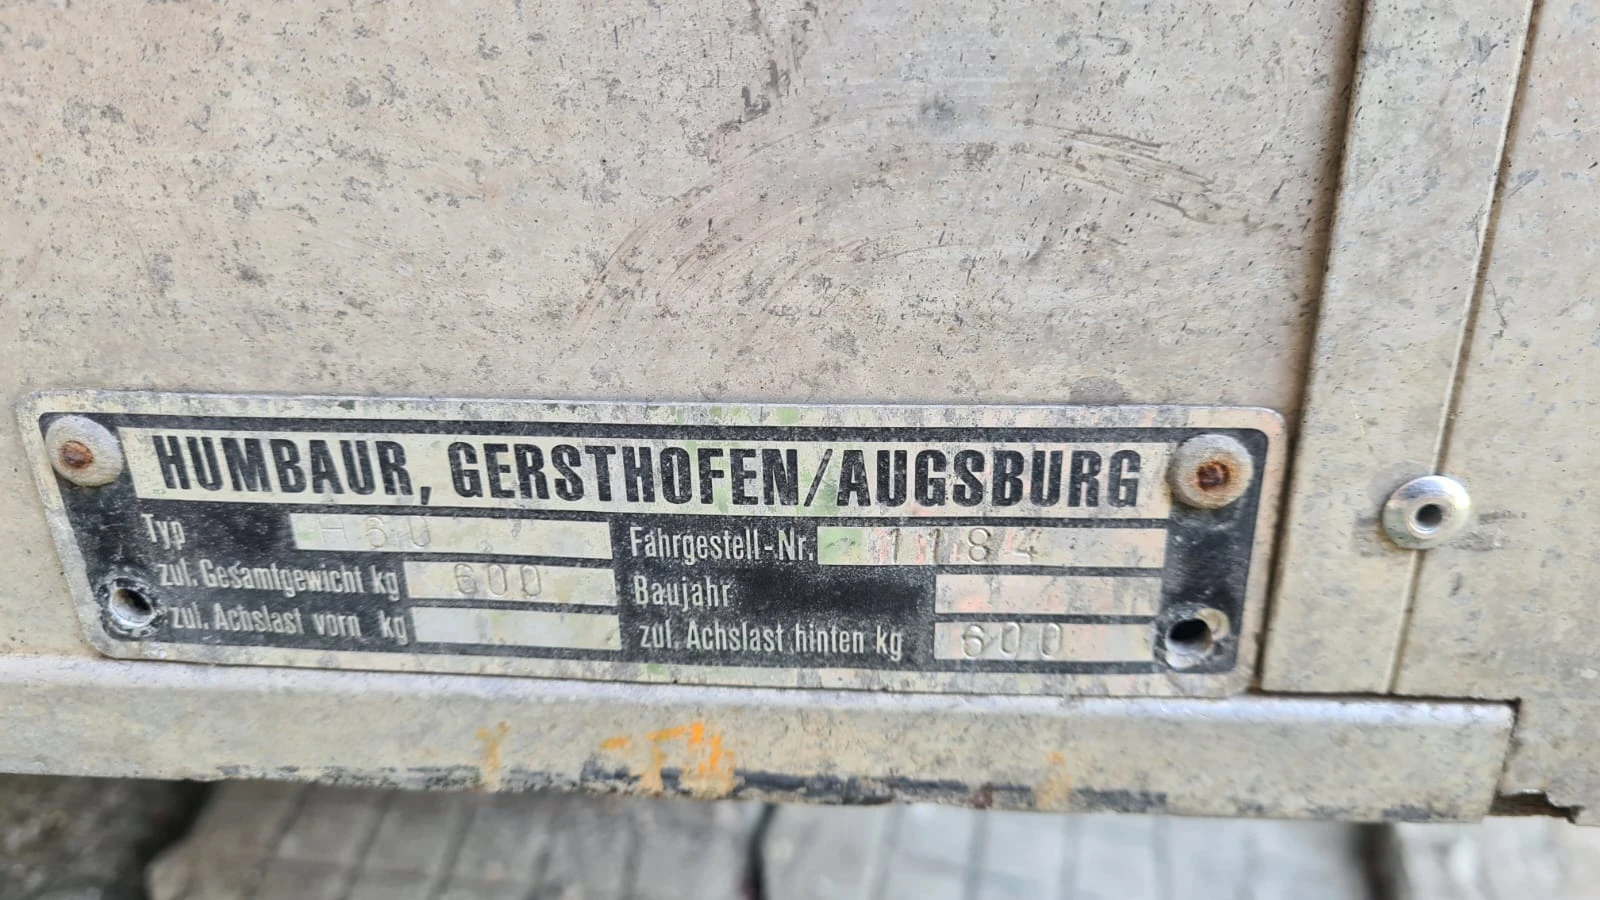 HUMBAUR, GERSTHOFEN/AUGSBURG
Typ H60 Fahrgestell-Nr. 1184
zul. Gesamtgewicht kg 600 Baujahr
zul. Achslast vorn kg zul. Achslast hinten kg 600